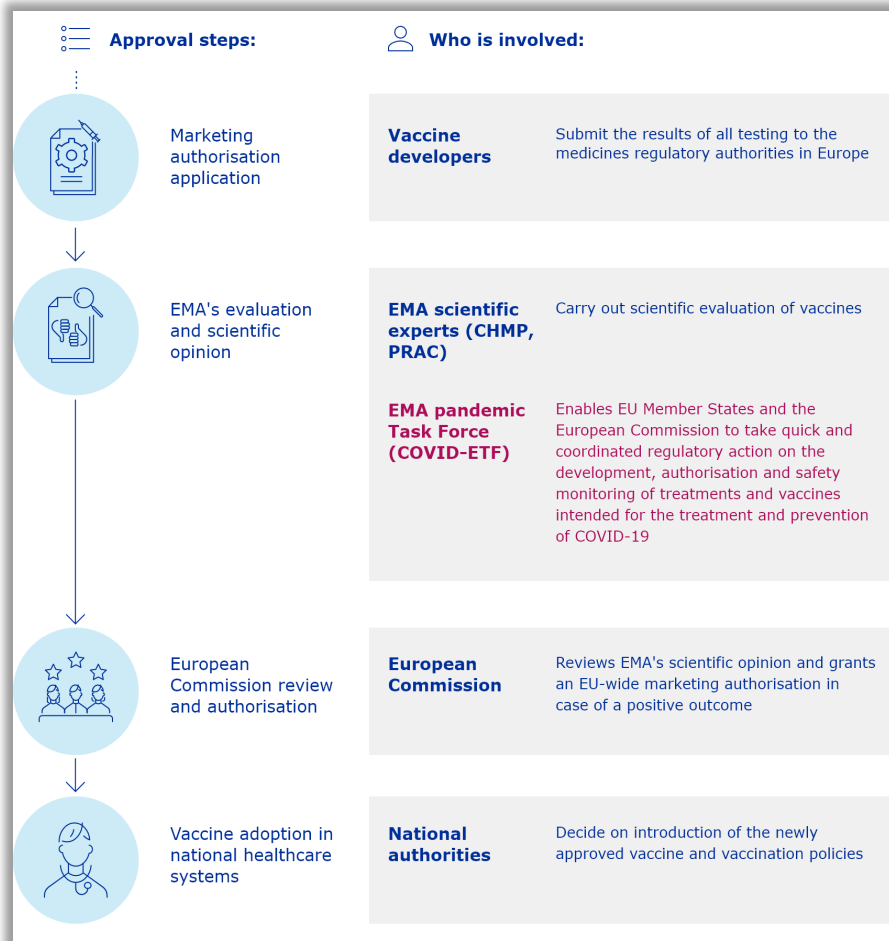 Approval steps:
Who is involved:
Marketing
authorisation
application
Vaccine
developers
Submit the results of all testing to the
medicines regulatory authorities in Europe
EMA's evaluation
and scientific
opinion
EMA scientific
experts (CHMP,
PRAC)
Carry out scientific evaluation of vaccines
EMA pandemic
Task Force
(COVID-ETF)
Enables EU Member States and the
European Commission to take quick and
coordinated regulatory action on the
development, authorisation and safety
monitoring of treatments and vaccines
intended for the treatment and prevention
of COVID-19
European
Commission review
and authorisation
European
Commission
Reviews EMA's scientific opinion and grants
an EU-wide marketing authorisation in
case of a positive outcome
Vaccine adoption in
national healthcare
systems
National
authorities
Decide on introduction of the newly
approved vaccine and vaccination policies